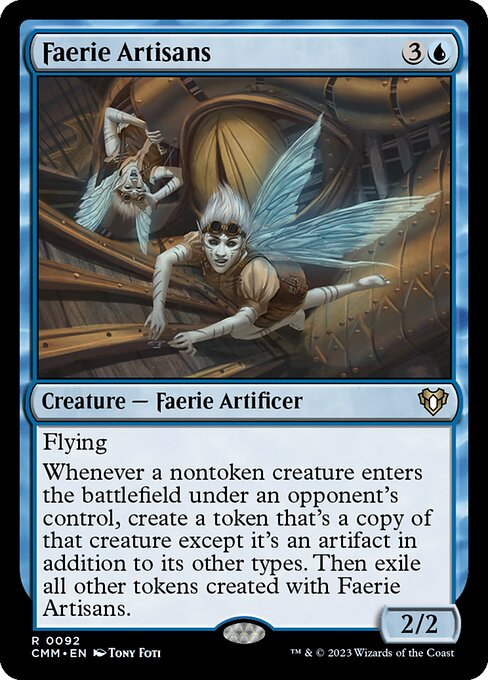 Faerie Artisans 3
Creature — Faerie Artificer
Flying
Whenever a nontoken creature enters
the battlefield under an opponent's
control, create a token that's a copy of
that creature except it's an artifact in
addition to its other types. Then exile
all other tokens created with Faerie
Artisans.
2/2
R 0092
CMM • EN Tony Foti
™ & © 2023 Wizards of the Coast